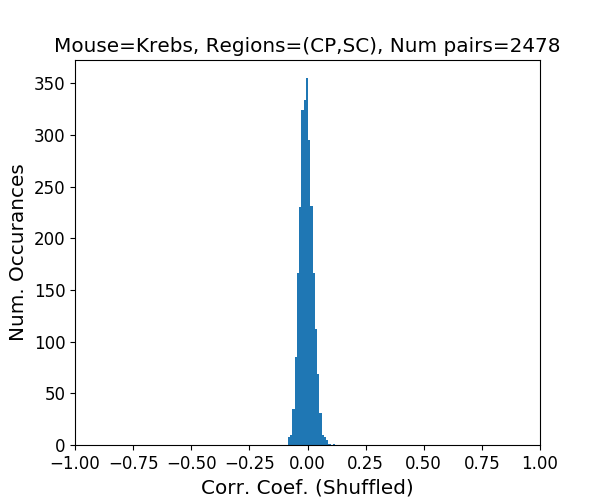 Mouse=Krebs, Regions=(CP,SC), Num pairs=2478
Num. Occurances
350
300
250
200
150
100
50
0
−1.00 −0.75 −0.50 −0.25 0.00 0.25 0.50 0.75 1.00
Corr. Coef. (Shuffled)